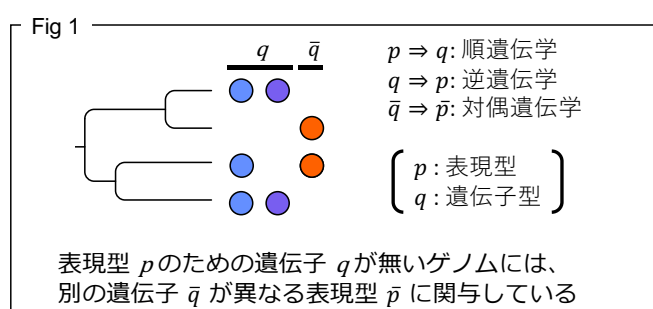 Fig 1
q q̄
p ⇒ q: 順遺伝学
q ⇒ p: 逆遺伝学
q̄ ⇒ p̄: 対偶遺伝学
p : 表現型
q : 遺伝子型
表現型 pのための遺伝子 qが無いゲノムには、
別の遺伝子 q̄ が異なる表現型 p̄ に関与している